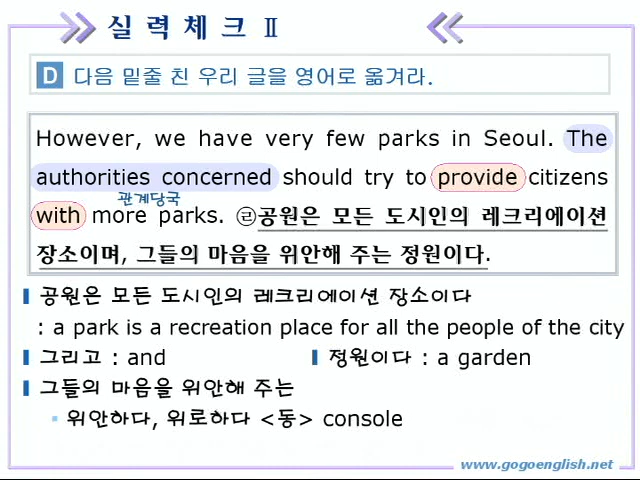 실 력 체 크 Ⅱ
D 다음 밑줄 친 우리 글을 영어로 옮겨라.
However, we have very few parks in Seoul. The
authorities concerned should try to provide citizens
관계당국
with more parks. ㉣공원은 모든 도시인의 레크리에이션
장소이며, 그들의 마음을 위안해 주는 정원이다.
공원은 모든 도시인의 레크리에이션 장소이다
: a park is a recreation place for all the people of the city
그리고 : and 정원이다 : a garden
그들의 마음을 위안해 주는
위안하다, 위로하다 <동> console
www.gogoenglish.net